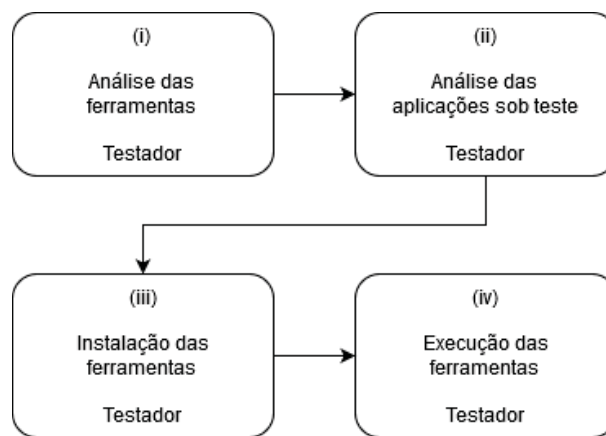 (i)
Análise das
ferramentas
Testador
(ii)
Análise das
aplicações sob teste
Testador
(iii)
Instalação das
ferramentas
Testador
(iv)
Execução das
ferramentas
Testador